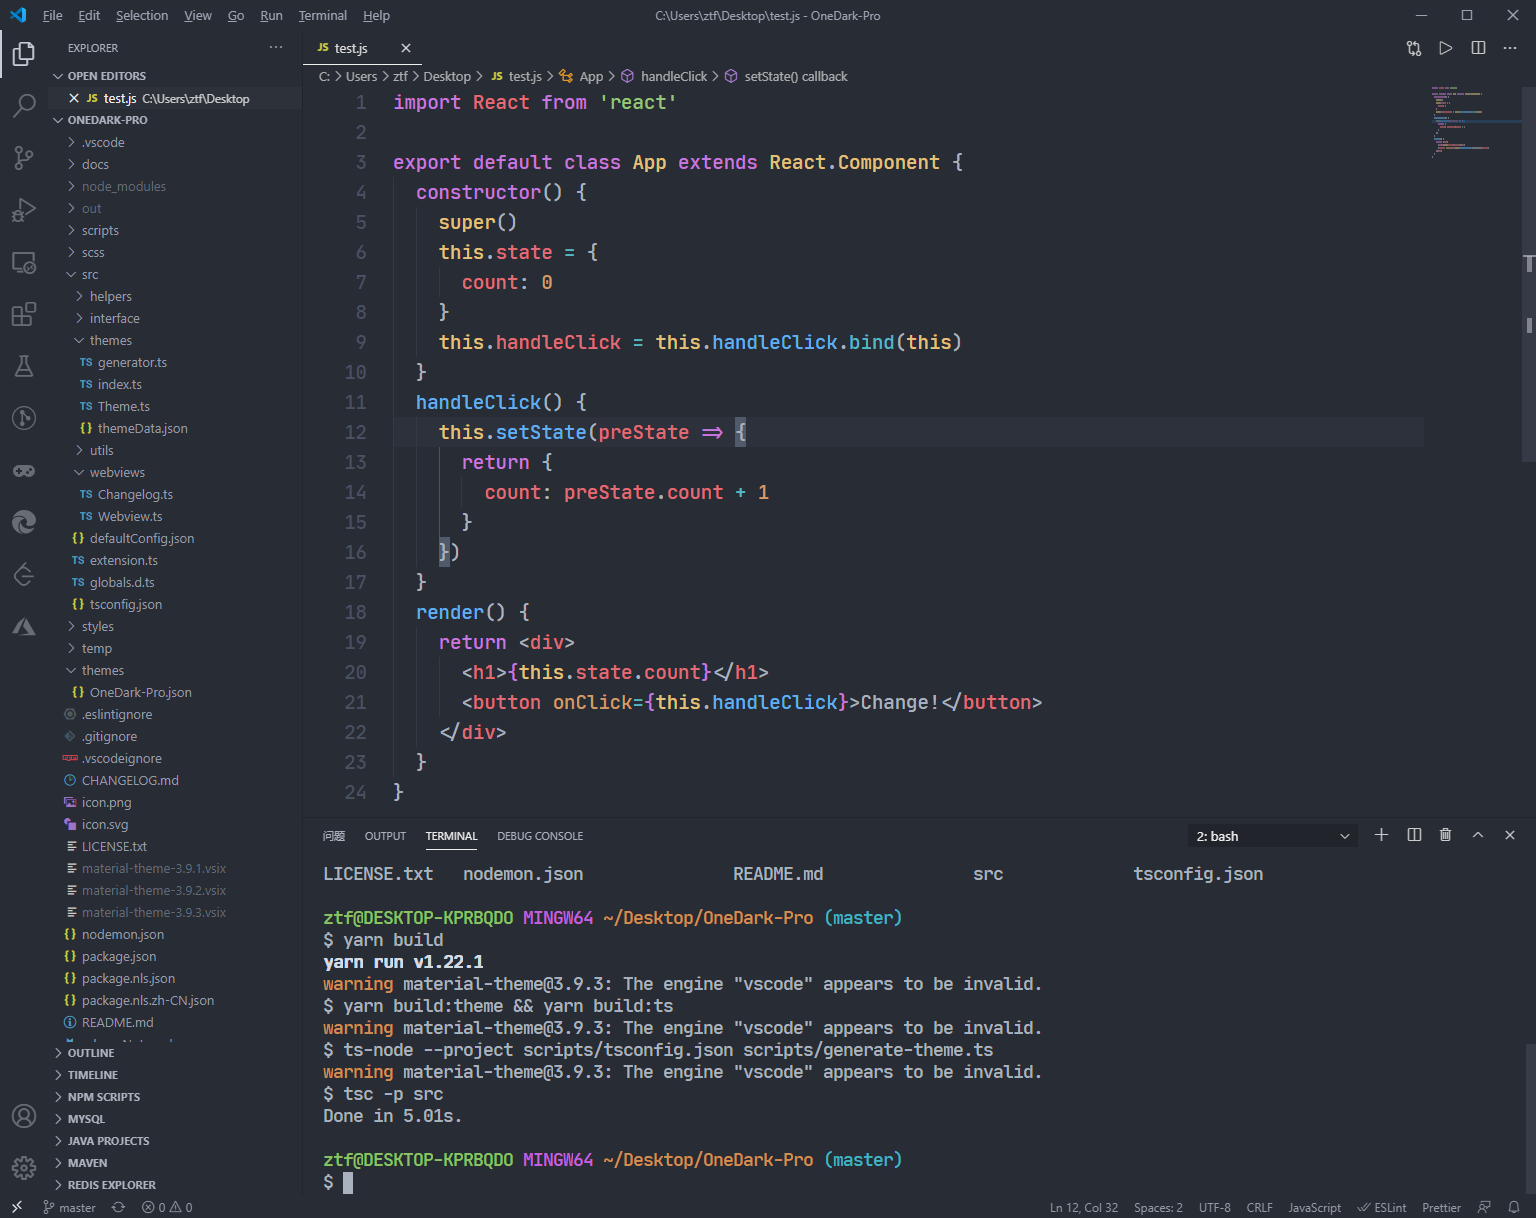 File Edit Selection View Go Run Terminal Help C:\Users\ztf\Desktop\test.js - OneDark-Pro
EXPLORER ···
OPEN EDITORS
JS test.js C:\Users\ztf\Desktop
ONEDARK-PRO
.vscode
docs
node_modules
out
scripts
scss
src
helpers
interface
themes
TS generator.ts
TS index.ts
TS Theme.ts
{} themeData.json
utils
webviews
TS Changelog.ts
TS Webview.ts
{} defaultConfig.json
TS extension.ts
TS globals.d.ts
{} tsconfig.json
styles
temp
themes
{} OneDark-Pro.json
.eslintignore
.gitignore
.vscodeignore
CHANGELOG.md
icon.png
icon.svg
LICENSE.txt
material-theme-3.9.1.vsix
material-theme-3.9.2.vsix
material-theme-3.9.3.vsix
{} nodemon.json
{} package.json
{} package.nls.json
{} package.nls.zh-CN.json
README.md
OUTLINE
TIMELINE
NPM SCRIPTS
MYSQL
JAVA PROJECTS
MAVEN
REDIS EXPLORER
JS test.js
C: > Users > ztf > Desktop > JS test.js > App > handleClick > setState() callback
1 import React from 'react'
2
3 export default class App extends React.Component {
4 constructor() {
5 super()
6 this.state = {
7 count: 0
8 }
9 this.handleClick = this.handleClick.bind(this)
10 }
11 handleClick() {
12 this.setState(preState => {
13 return {
14 count: preState.count + 1
15 }
16 })
17 }
18 render() {
19 return <div>
20 <h1>{this.state.count}</h1>
21 <button onClick={this.handleClick}>Change!</button>
22 </div>
23 }
24 }
问题 OUTPUT TERMINAL DEBUG CONSOLE 2: bash
LICENSE.txt nodemon.json README.md src tsconfig.json
ztf@DESKTOP-KPRBQDO MINGW64 ~/Desktop/OneDark-Pro (master)
$ yarn build
yarn run v1.22.1
warning material-theme@3.9.3: The engine "vscode" appears to be invalid.
$ yarn build:theme && yarn build:ts
warning material-theme@3.9.3: The engine "vscode" appears to be invalid.
$ ts-node --project scripts/tsconfig.json scripts/generate-theme.ts
warning material-theme@3.9.3: The engine "vscode" appears to be invalid.
$ tsc -p src
Done in 5.01s.
ztf@DESKTOP-KPRBQDO MINGW64 ~/Desktop/OneDark-Pro (master)
$
master 0 0 Ln 12, Col 32 Spaces: 2 UTF-8 CRLF JavaScript ESLint Prettier